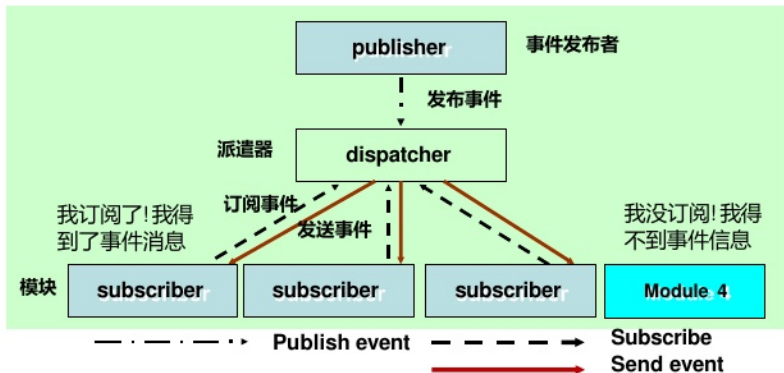 publisher
事件发布者
发布事件
派遣器
dispatcher
订阅事件
发送事件
我订阅了!我得
到了事件消息
我没订阅!我得
不到事件信息
模块
subscriber
subscriber
subscriber
Module 4
Publish event
Subscribe
Send event